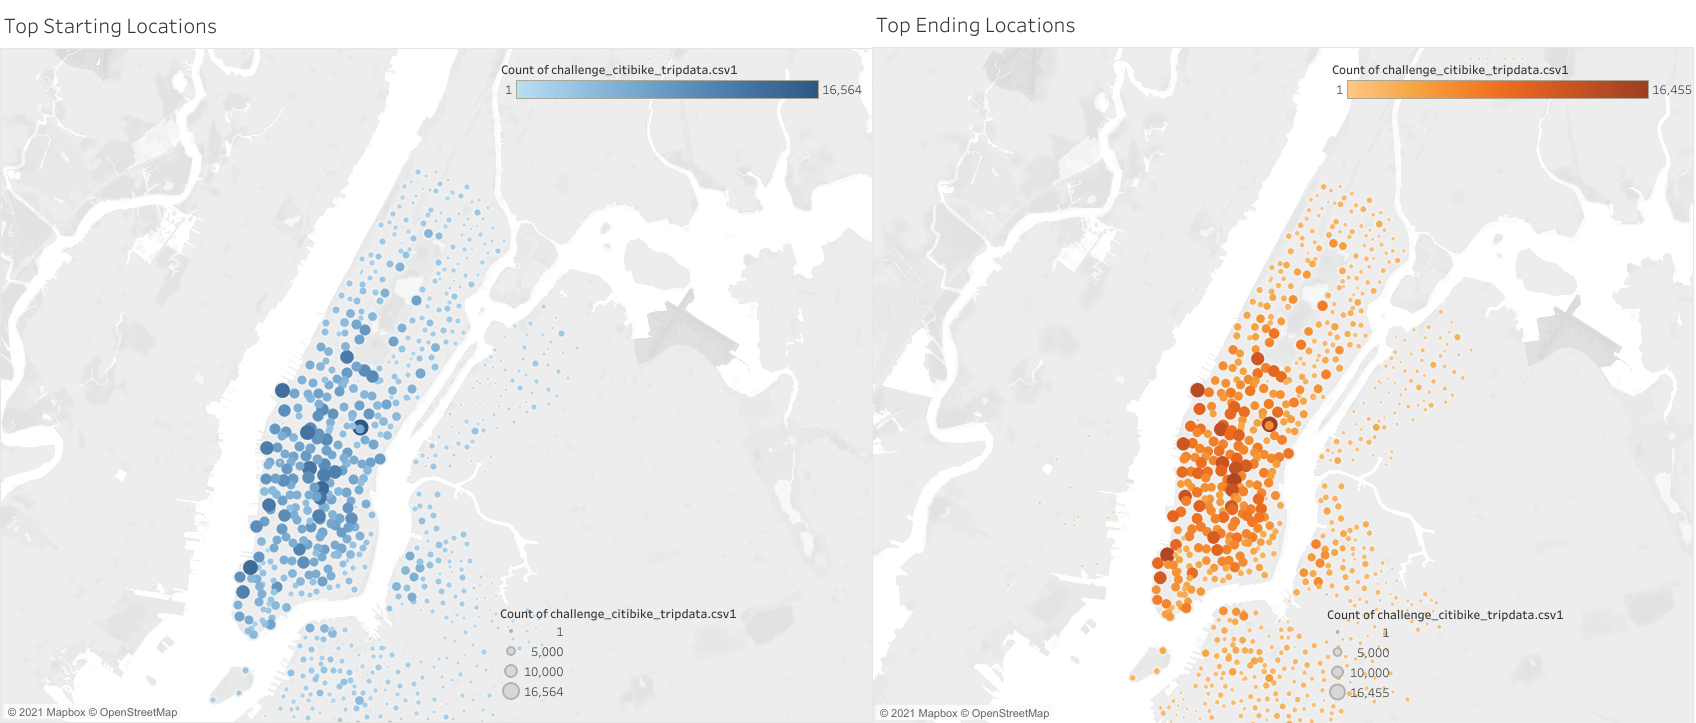 Top Starting Locations
Count of challenge_citibike_tripdata.csv1
1 16,564
Count of challenge_citibike_tripdata.csv1
1
5,000
10,000
16,564
© 2021 Mapbox © OpenStreetMap
Top Ending Locations
Count of challenge_citibike_tripdata.csv1
1 16,455
Count of challenge_citibike_tripdata.csv1
1
5,000
10,000
16,455
© 2021 Mapbox © OpenStreetMap